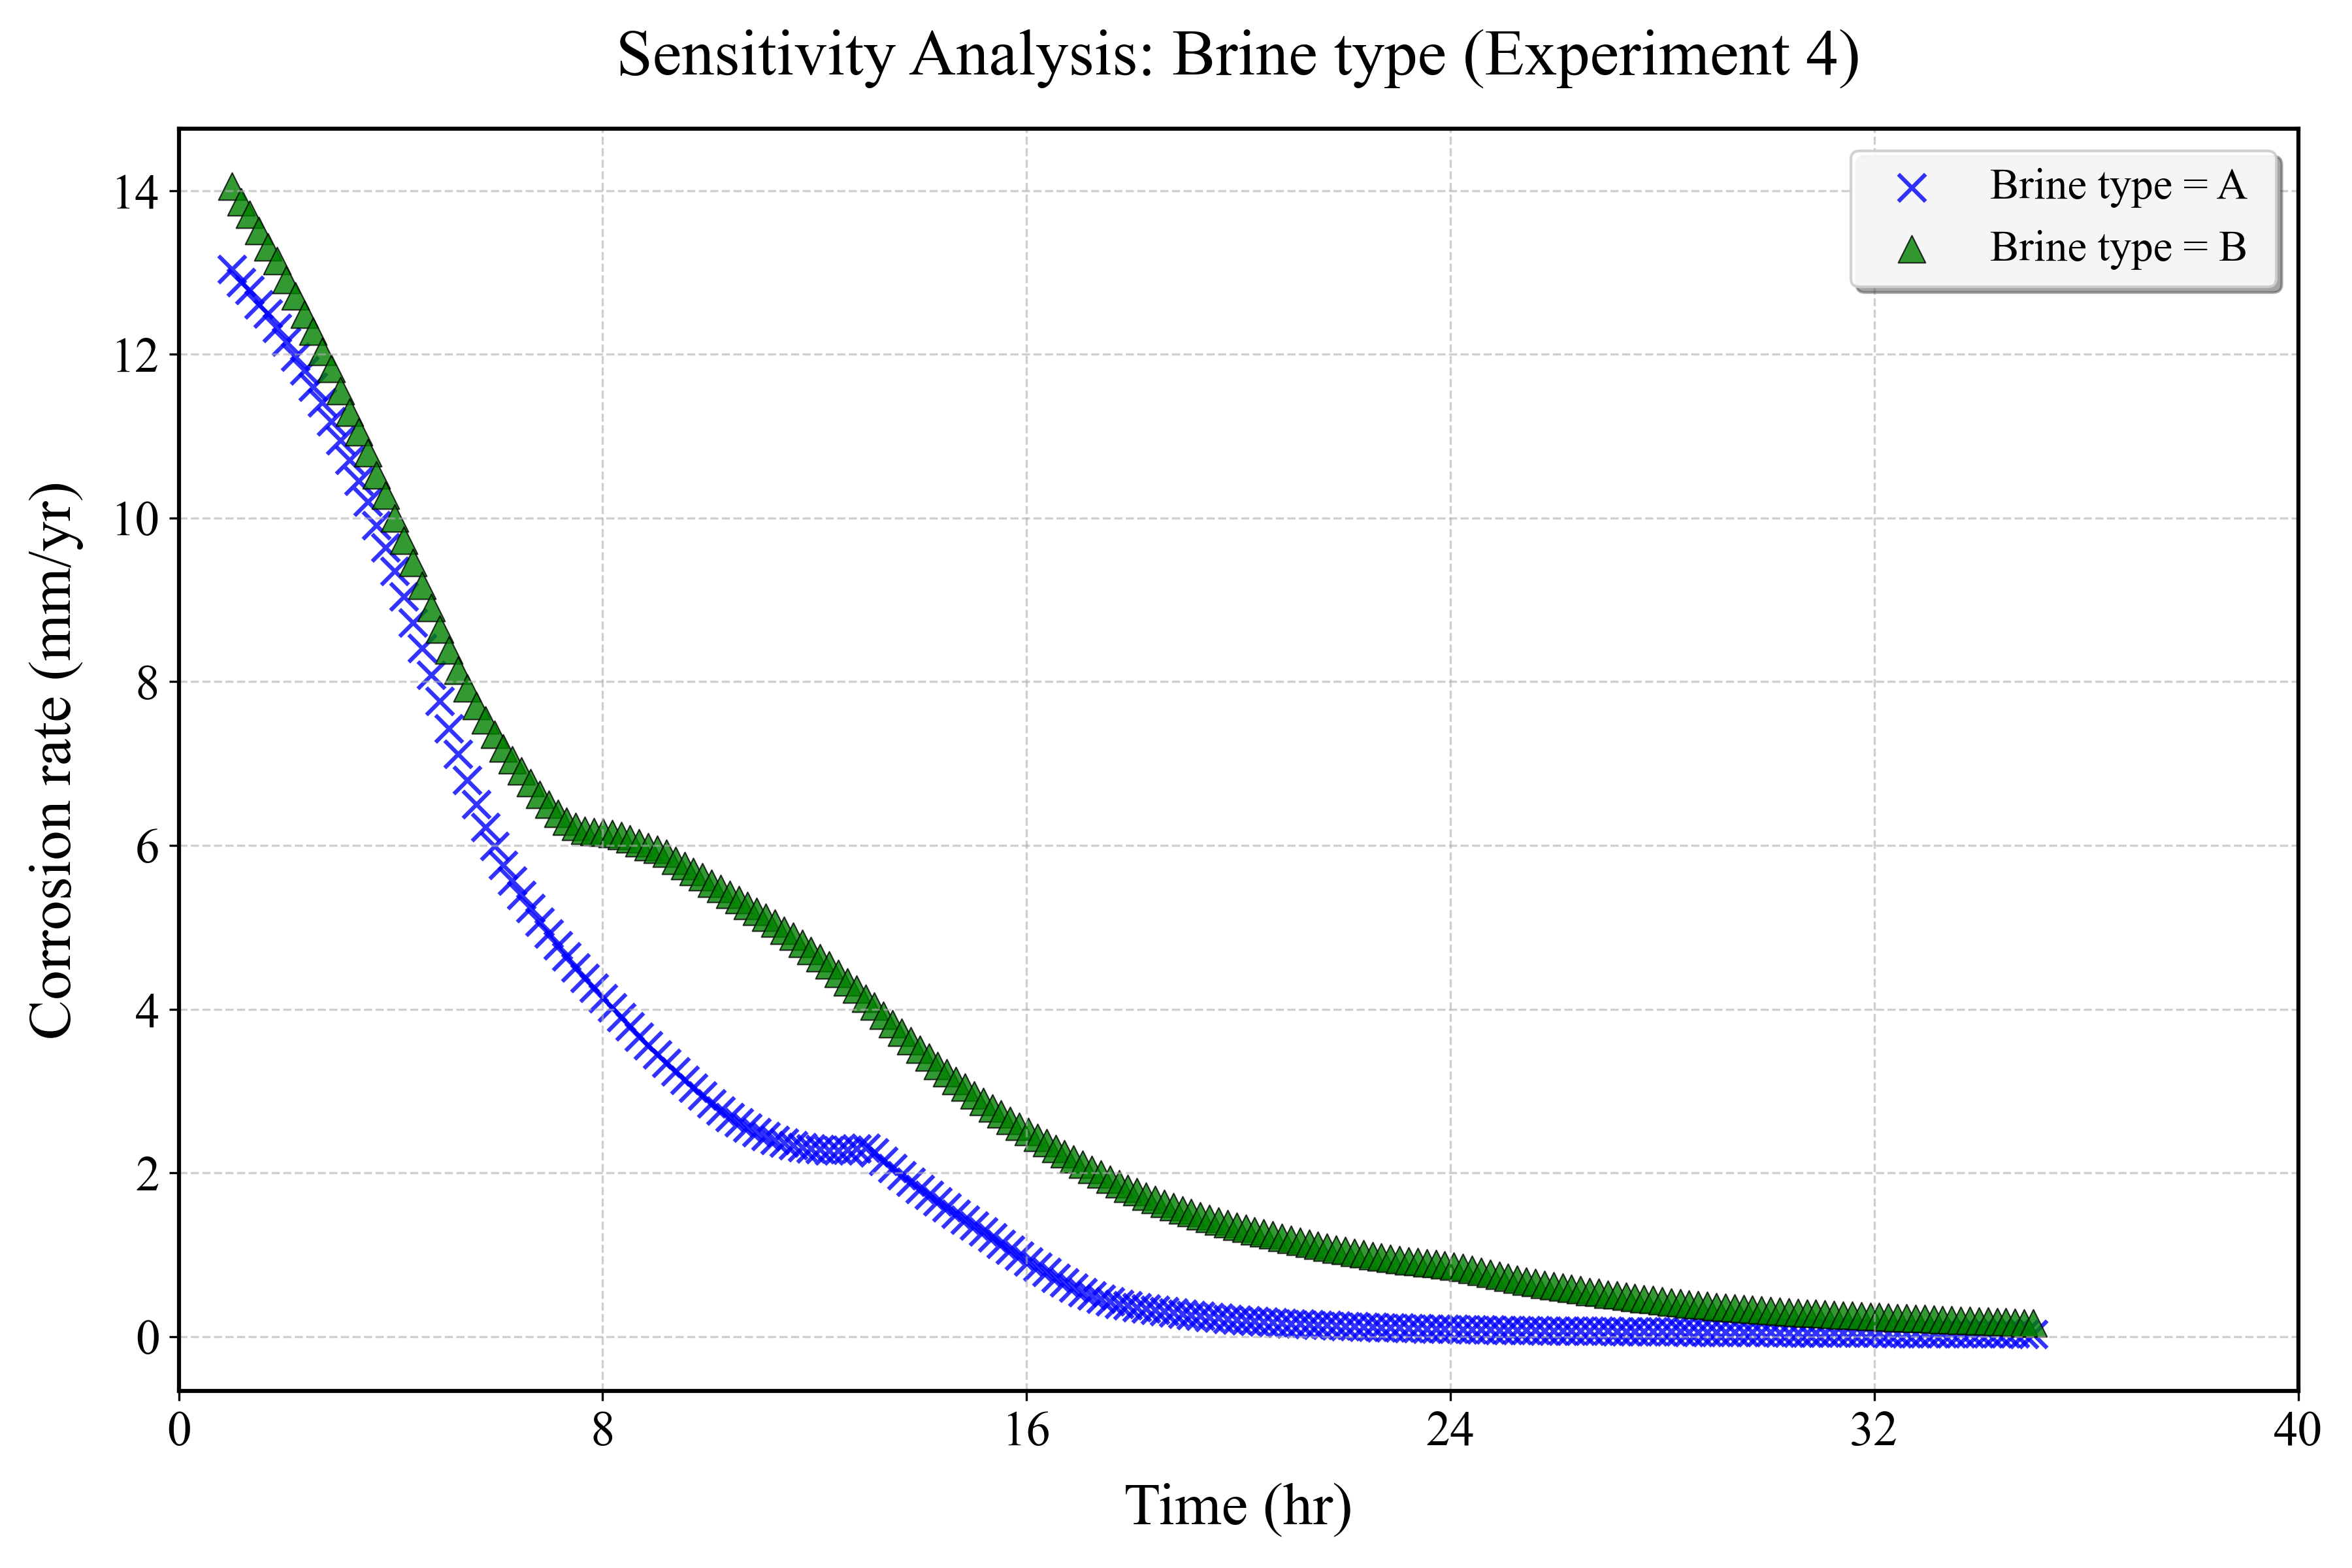 Sensitivity Analysis: Brine type (Experiment 4)
Brine type = A
Brine type = B
Corrosion rate (mm/yr)
14
12
10
8
6
4
2
0
0 8 16 24 32 40
Time (hr)